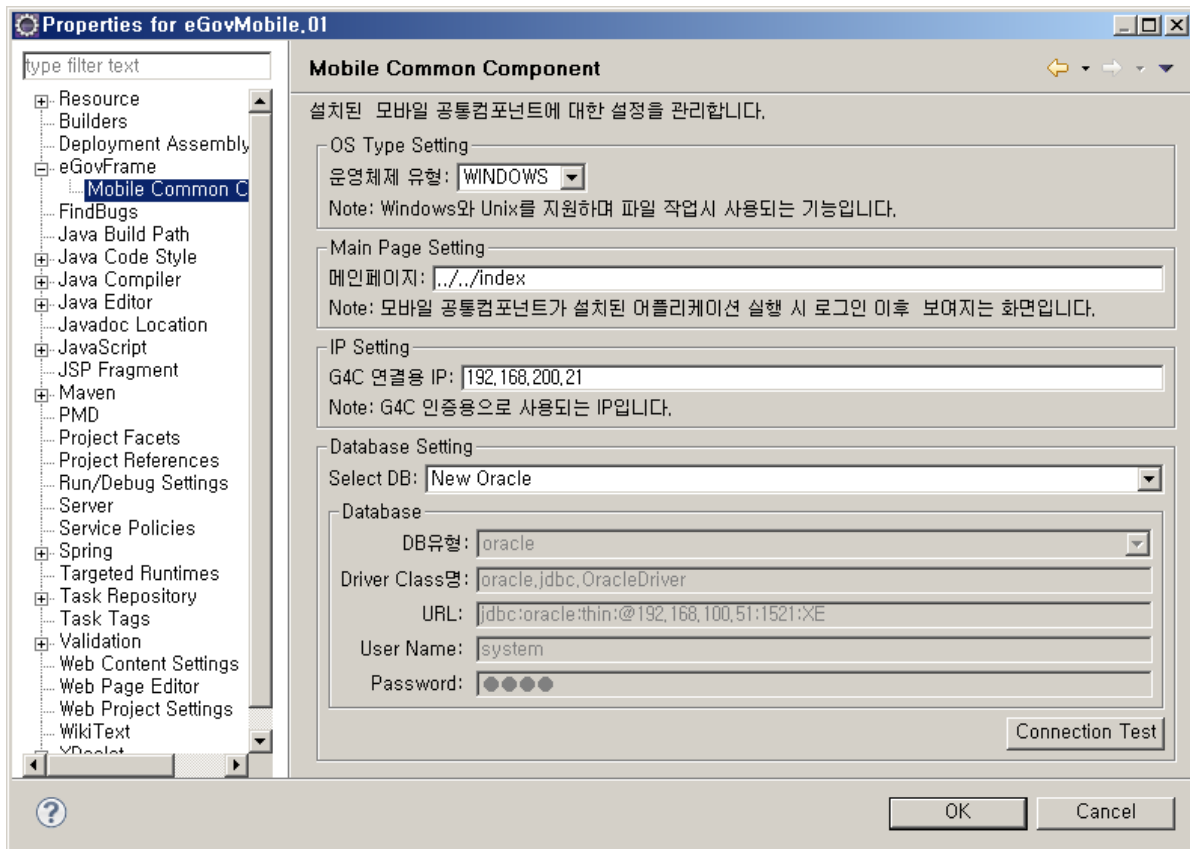 Properties for eGovMobile.01
type filter text
Resource
Builders
Deployment Assembly
eGovFrame
Mobile Common C
FindBugs
Java Build Path
Java Code Style
Java Compiler
Java Editor
Javadoc Location
JavaScript
JSP Fragment
Maven
PMD
Project Facets
Project References
Run/Debug Settings
Server
Service Policies
Spring
Targeted Runtimes
Task Repository
Task Tags
Validation
Web Content Settings
Web Page Editor
Web Project Settings
WikiText
Mobile Common Component
설치된 모바일 공통컴포넌트에 대한 설정을 관리합니다.
OS Type Setting
운영체제 유형: WINDOWS
Note: Windows와 Unix를 지원하며 파일 작업시 사용되는 기능입니다.
Main Page Setting
메인페이지: ../../index
Note: 모바일 공통컴포넌트가 설치된 어플리케이션 실행 시 로그인 이후 보여지는 화면입니다.
IP Setting
G4C 연결용 IP: 192.168.200.21
Note: G4C 인증용으로 사용되는 IP입니다.
Database Setting
Select DB: New Oracle
Database
DB유형: oracle
Driver Class명: oracle.jdbc.OracleDriver
URL: jdbc:oracle:thin:@192.168.100.51:1521:XE
User Name: system
Password: ●●●●
Connection Test
OK
Cancel